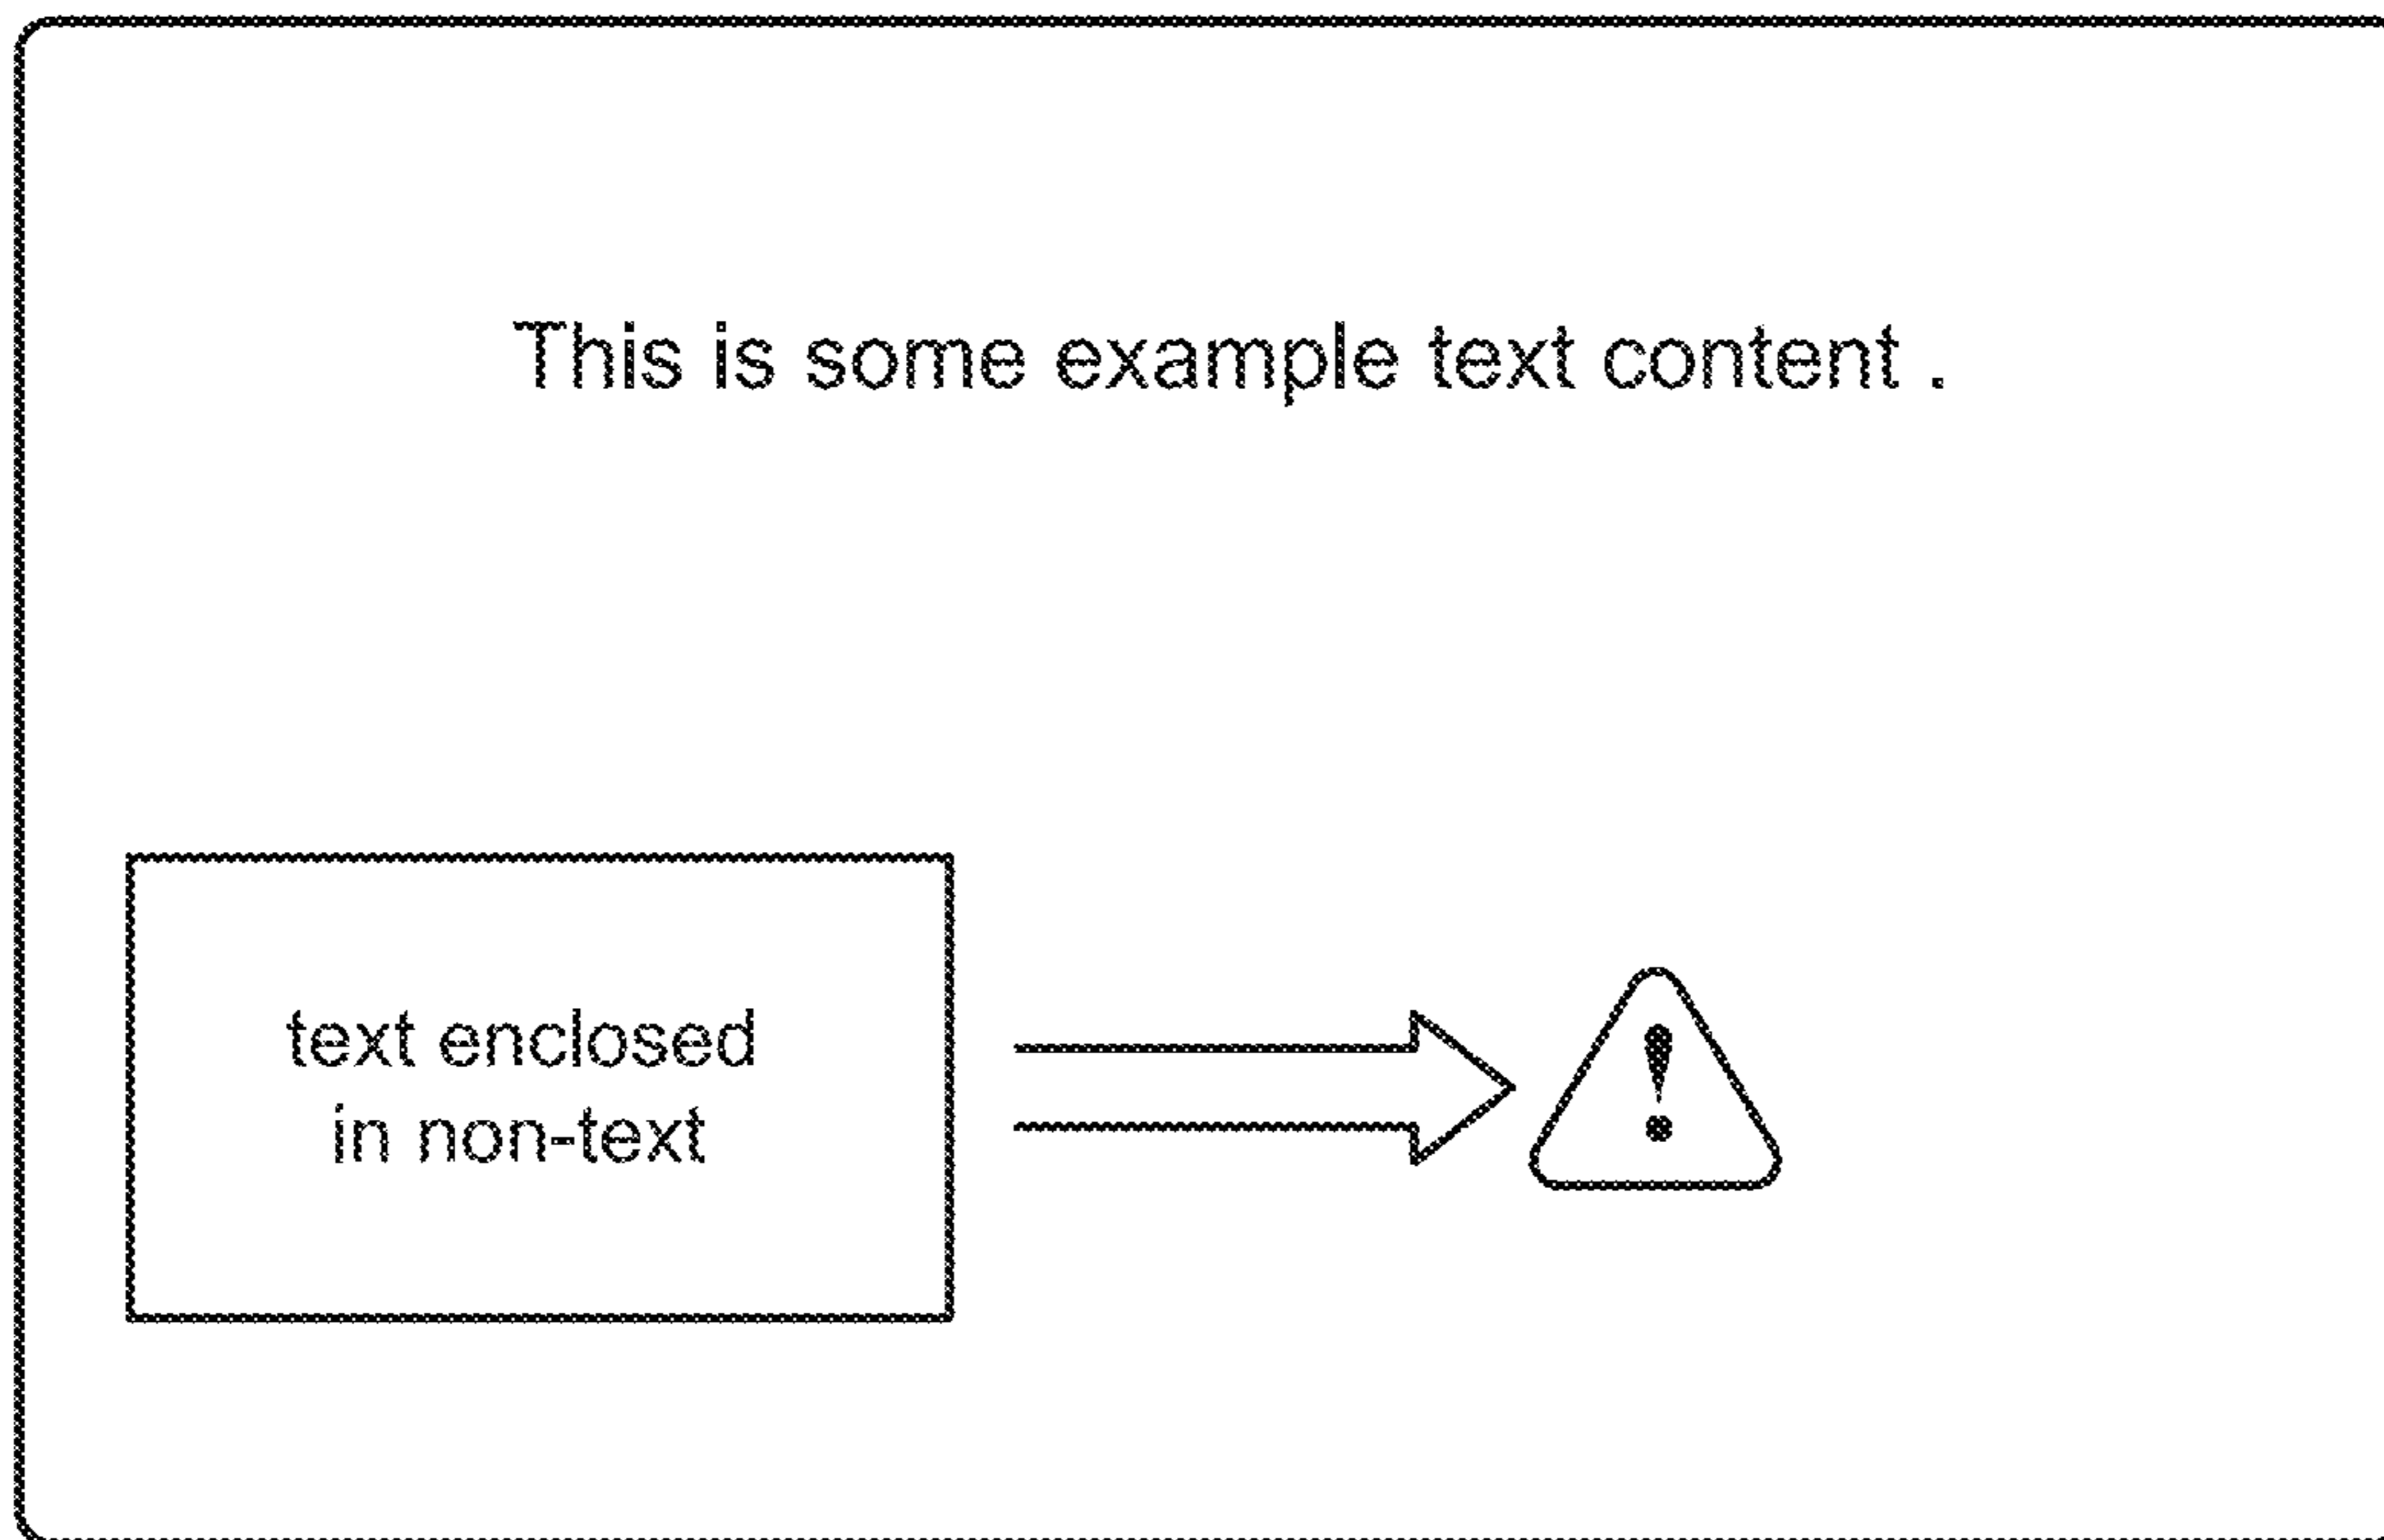 This is some example text content .
text enclosed
in non-text
!